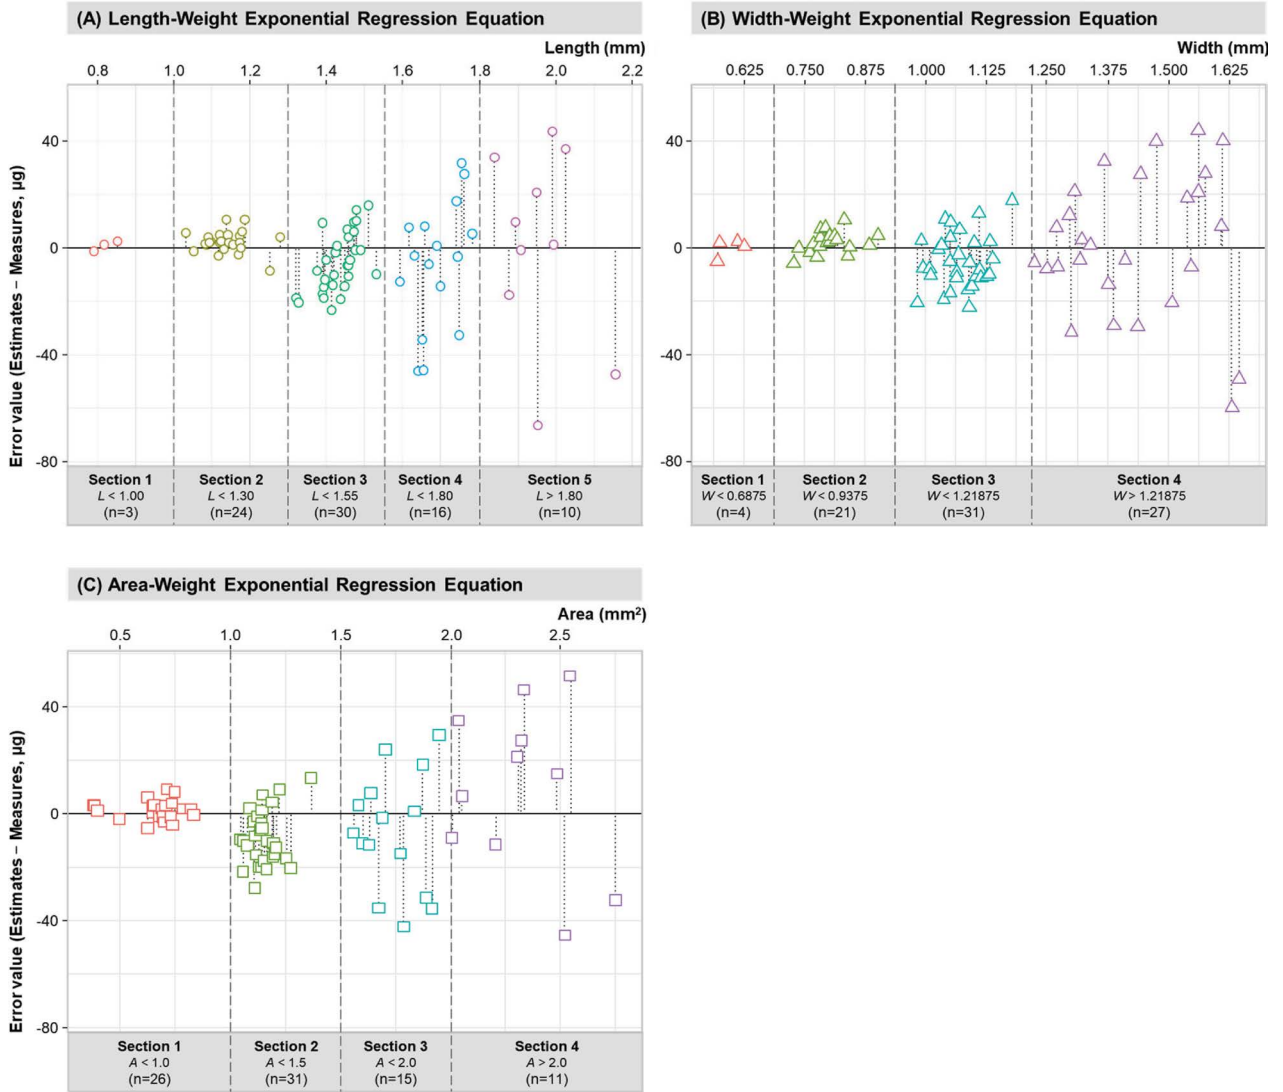 (A) Length-Weight Exponential Regression Equation
Length (mm)
0.8 1.0 1.2 1.4 1.6 1.8 2.0 2.2
40
0
-40
-80
Error value (Estimates – Measures, µg)
Section 1 Section 2 Section 3 Section 4 Section 5
L < 1.00 L < 1.30 L < 1.55 L < 1.80 L > 1.80
(n=3) (n=24) (n=30) (n=16) (n=10)
(B) Width-Weight Exponential Regression Equation
Width (mm)
0.625 0.750 0.875 1.000 1.125 1.250 1.375 1.500 1.625
40
0
-40
-80
Section 1 Section 2 Section 3 Section 4
W < 0.6875 W < 0.9375 W < 1.21875 W > 1.21875
(n=4) (n=21) (n=31) (n=27)
(C) Area-Weight Exponential Regression Equation
Area (mm²)
0.5 1.0 1.5 2.0 2.5
40
0
-40
-80
Error value (Estimates – Measures, µg)
Section 1 Section 2 Section 3 Section 4
A < 1.0 A < 1.5 A < 2.0 A > 2.0
(n=26) (n=31) (n=15) (n=11)